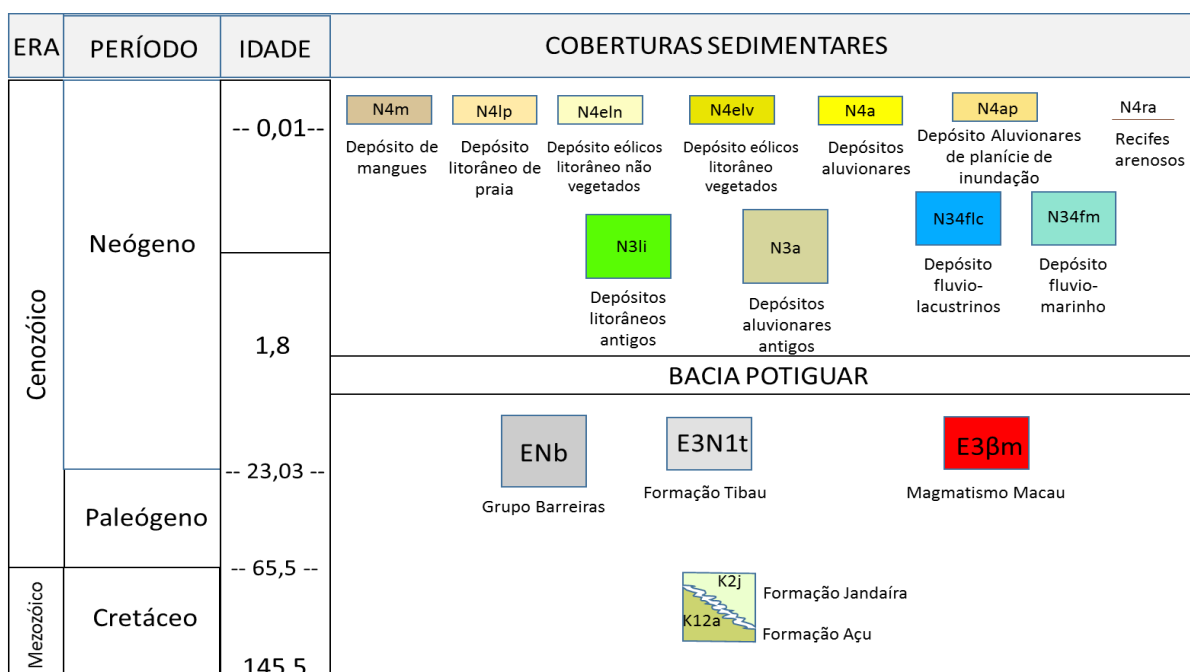 ERA PERÍODO IDADE COBERTURAS SEDIMENTARES
Cenozóico
Neógeno
-- 0,01--
1,8
N4m N4lp N4eln N4elv N4a N4ap N4ra
Depósito de
mangues
Depósito
litorâneo de
praia
Depósito eólicos
litorâneo não
vegetados
Depósito eólicos
litorâneo
vegetados
Depósitos
aluvionares
Depósito Aluvionares
de planície de
inundação
Recifes
arenosos
N3li N3a N34flc N34fm
Depósitos
litorâneos
antigos
Depósitos
aluvionares
antigos
Depósito
fluvio-
lacustrinos
Depósito
fluvio-
marinho
BACIA POTIGUAR
ENb E3N1t E3βm
Grupo Barreiras Formação Tibau Magmatismo Macau
-- 23,03 --
Paleógeno
-- 65,5 --
Mezozóico
Cretáceo
K2j
Formação Jandaíra
K12a
Formação Açu
145,5